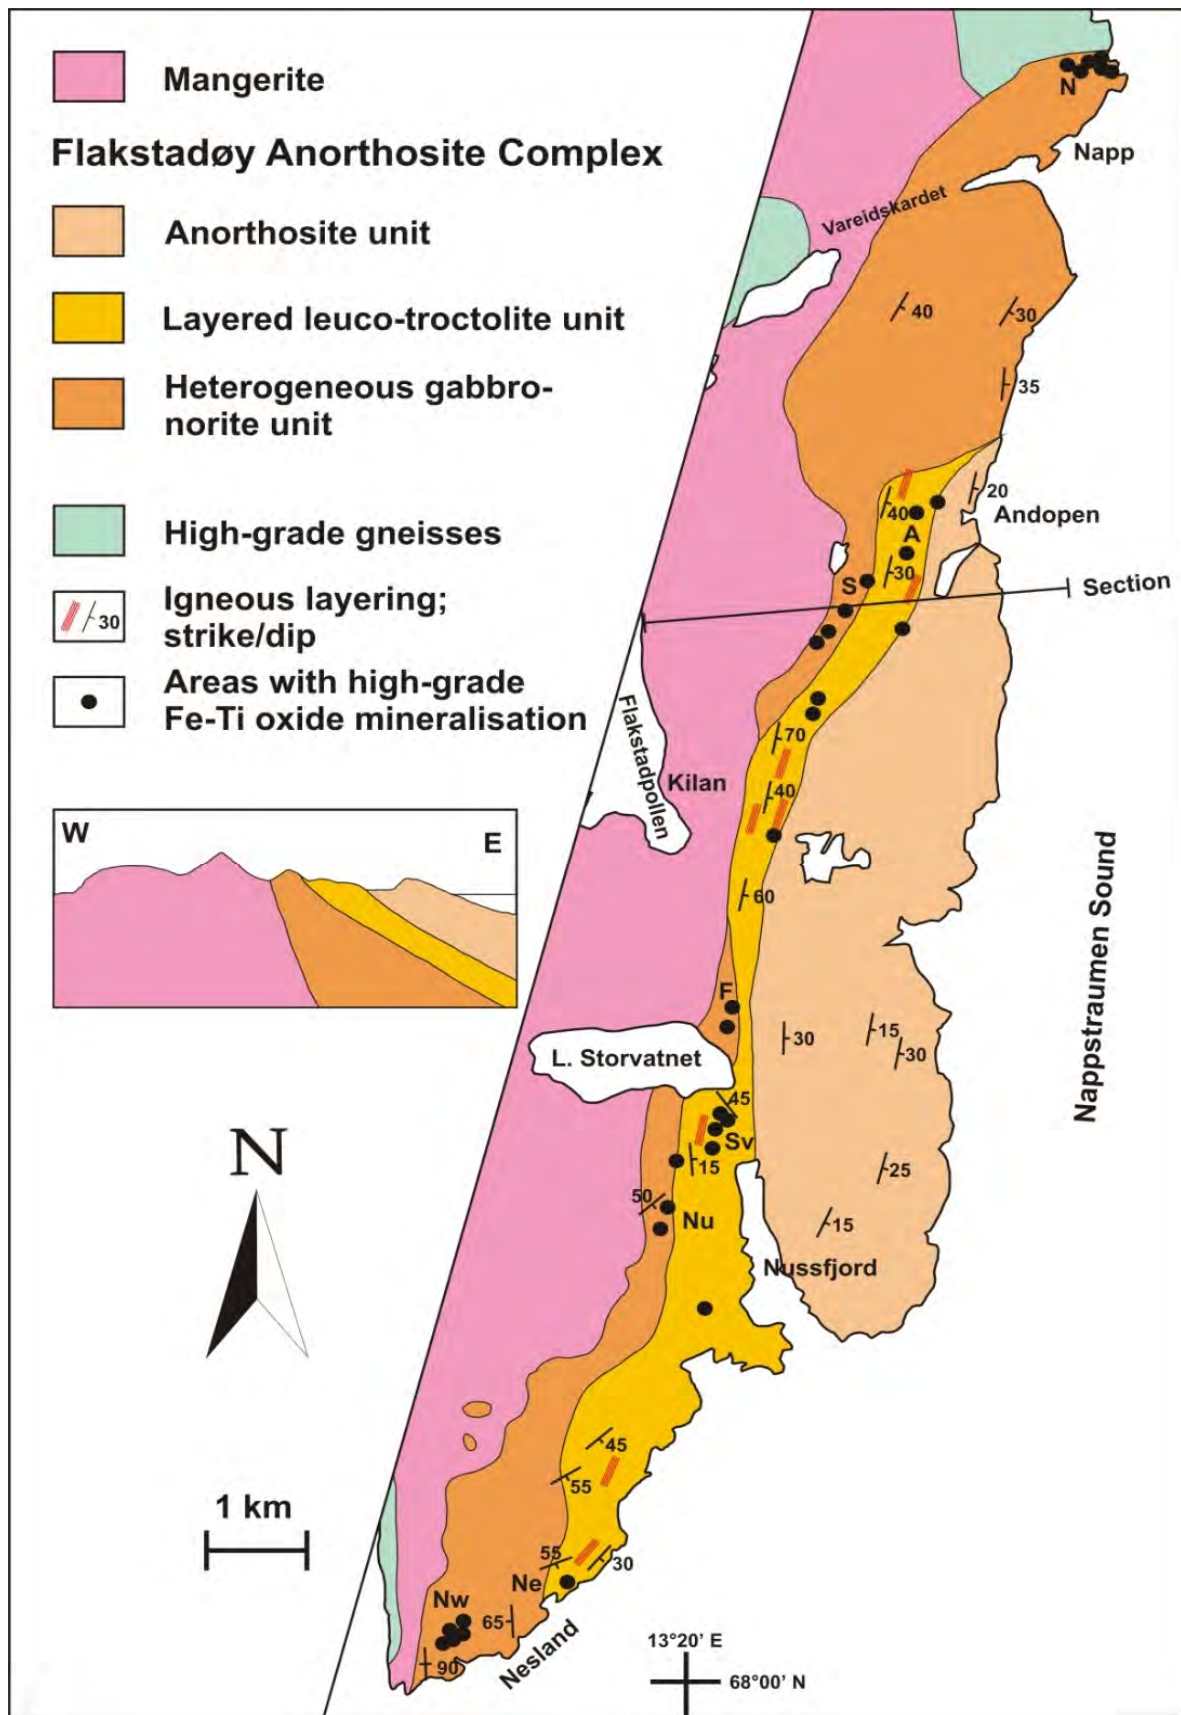 Mangerite
Flakstadøy Anorthosite Complex
Anorthosite unit
Layered leuco-troctolite unit
Heterogeneous gabbro-
norite unit
High-grade gneisses
30
Igneous layering;
strike/dip
Areas with high-grade
Fe-Ti oxide mineralisation
W
E
N
1 km
N
Napp
Vareidskardet
40
30
35
20
40
Andopen
A
30
S
Section
Flakstadpollen
70
Kilan
40
60
Nappstraumen Sound
F
30
15
30
L. Storvatnet
45
Sv
15
25
50
Nu
15
Nussfjord
45
55
55
30
Ne
Nw
65
90
Nesland
13°20' E
68°00' N